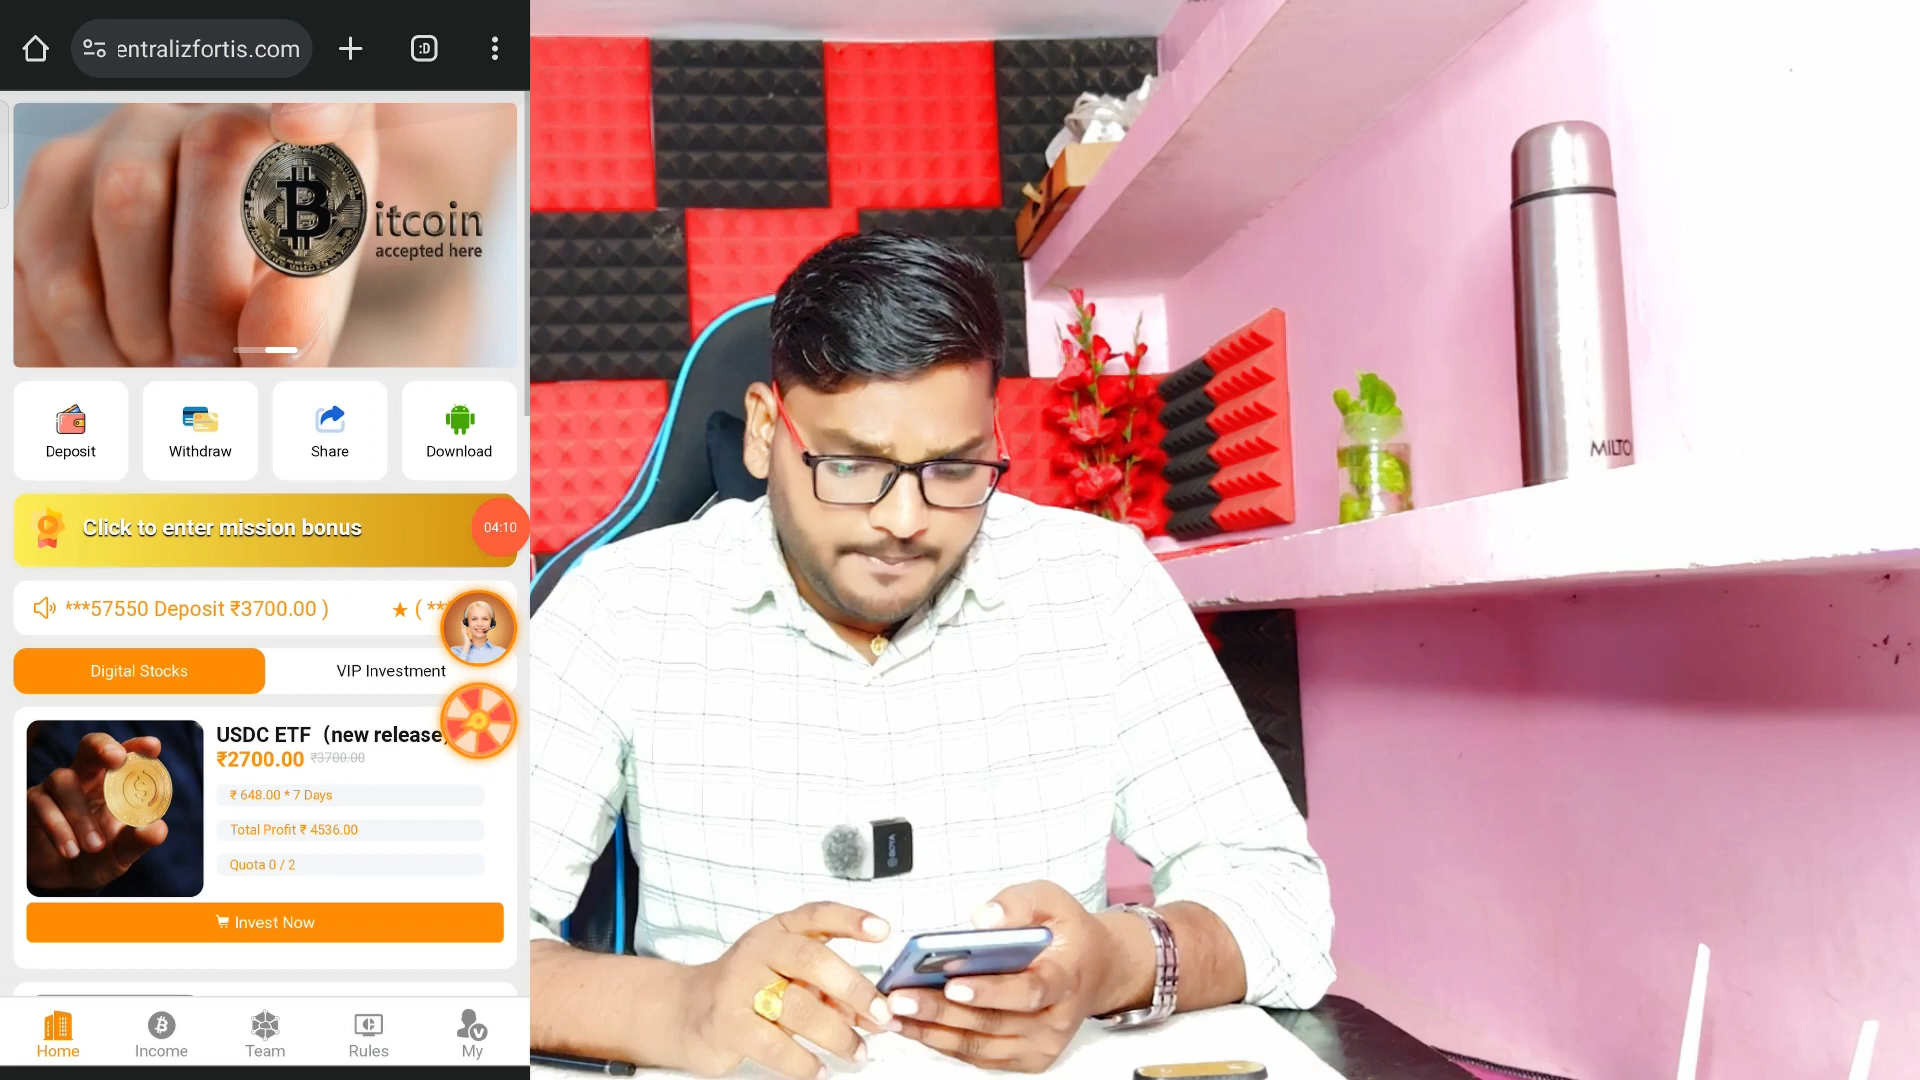 entralizfortis.com
:D
Bitcoin
accepted here
Deposit
Withdraw
Share
Download
Click to enter mission bonus
04:10
***57550 Deposit ₹3700.00 )
★ ( **
Digital Stocks
VIP Investment
USDC ETF（new release
₹2700.00 ₹3700.00
₹ 648.00 * 7 Days
Total Profit ₹ 4536.00
Quota 0 / 2
Invest Now
Home
Income
Team
Rules
My
MILTO
BOYA